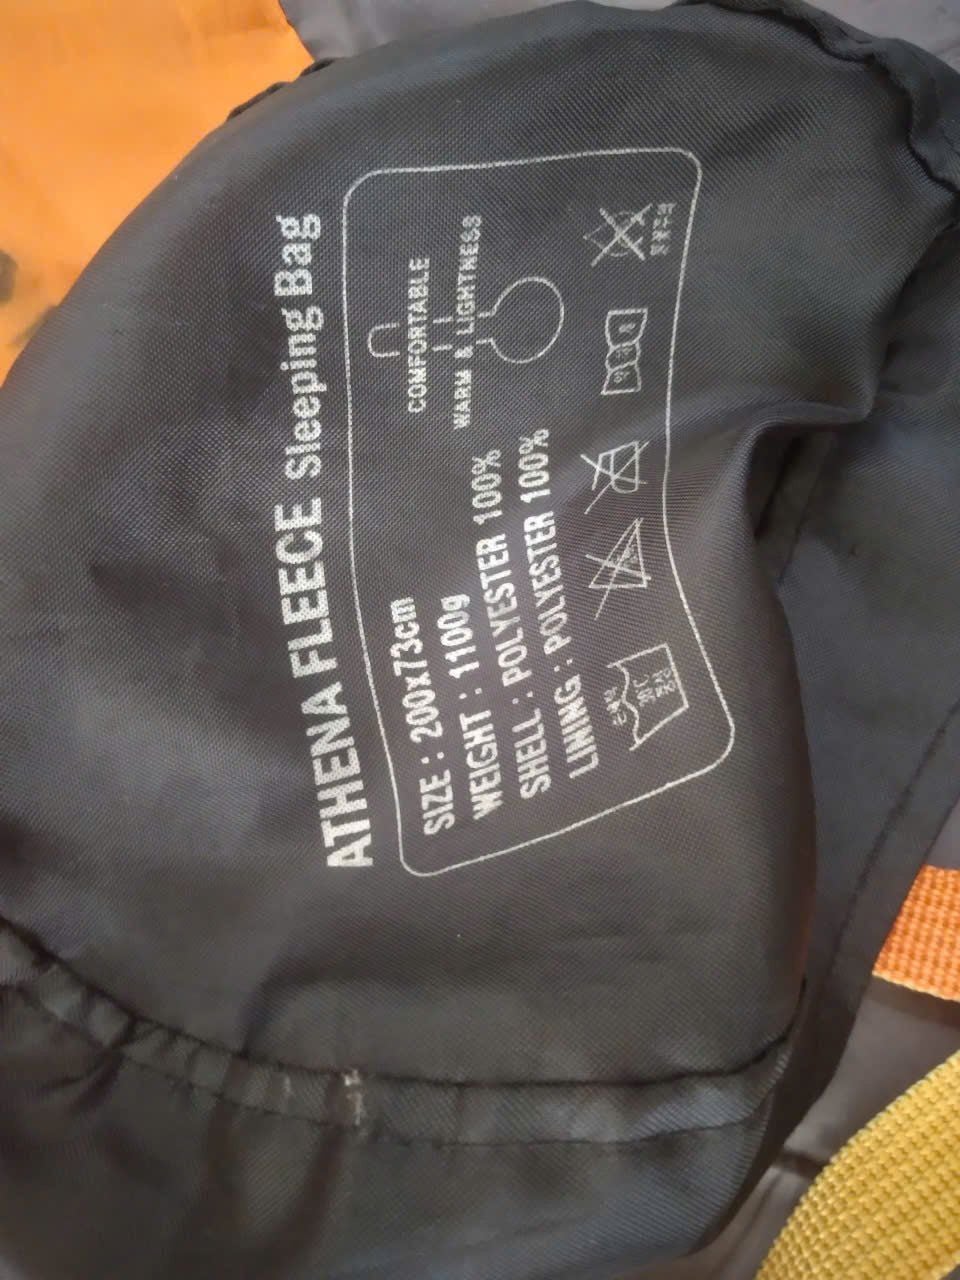 ATHENA FLEECE Sleeping Bag
SIZE : 200x73cm
WEIGHT : 1100g
SHELL : POLYESTER 100%
LINING : POLYESTER 100%
COMFORTABLE
WARM & LIGHTNESS